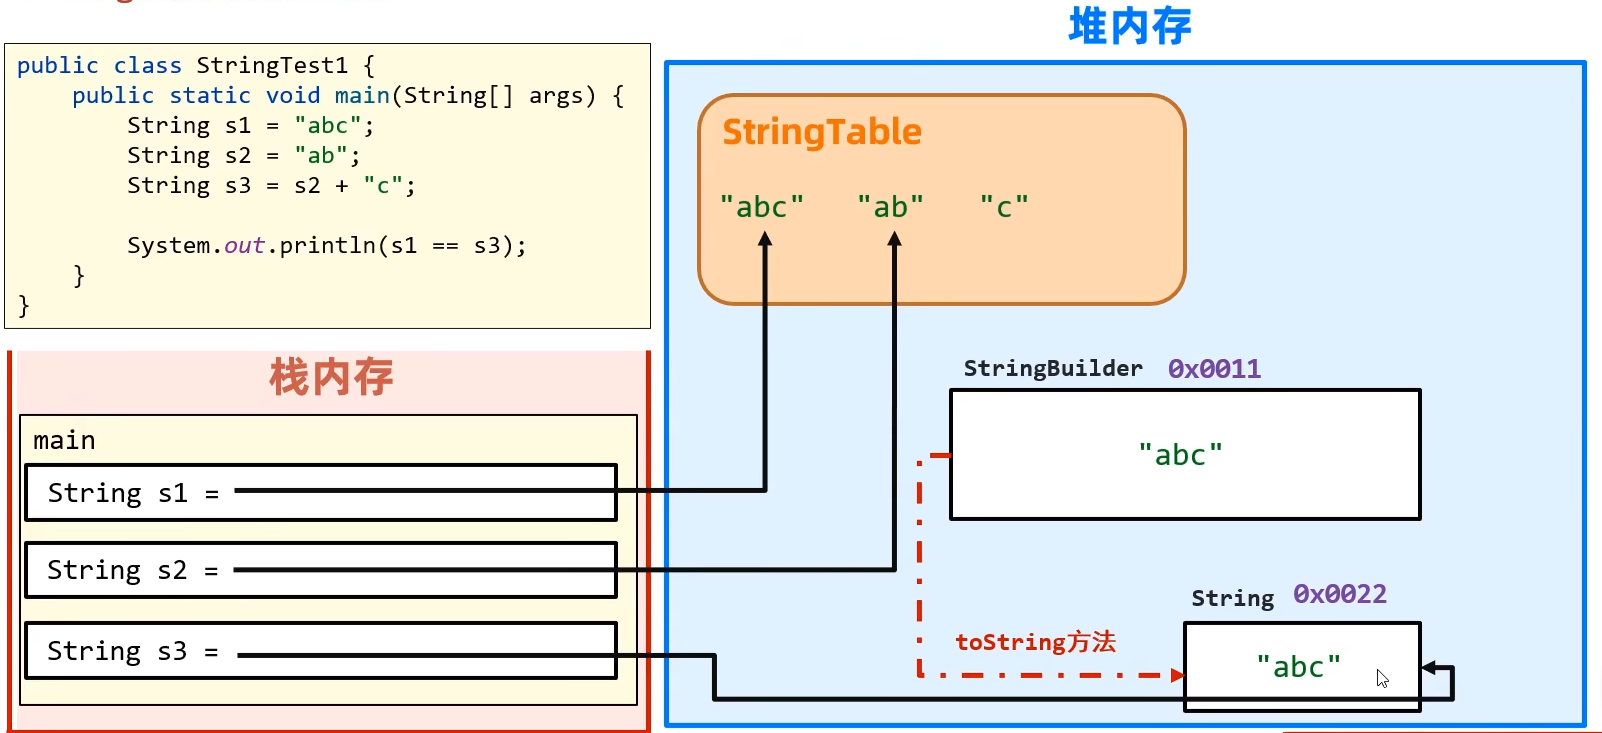 堆内存
public class StringTest1 {
public static void main(String[] args) {
String s1 = "abc";
String s2 = "ab";
String s3 = s2 + "c";
System.out.println(s1 == s3);
}
}
StringTable
"abc" "ab" "c"
StringBuilder 0x0011
"abc"
栈内存
main
String s1 =
String s2 =
String s3 =
String 0x0022
toString方法
"abc"